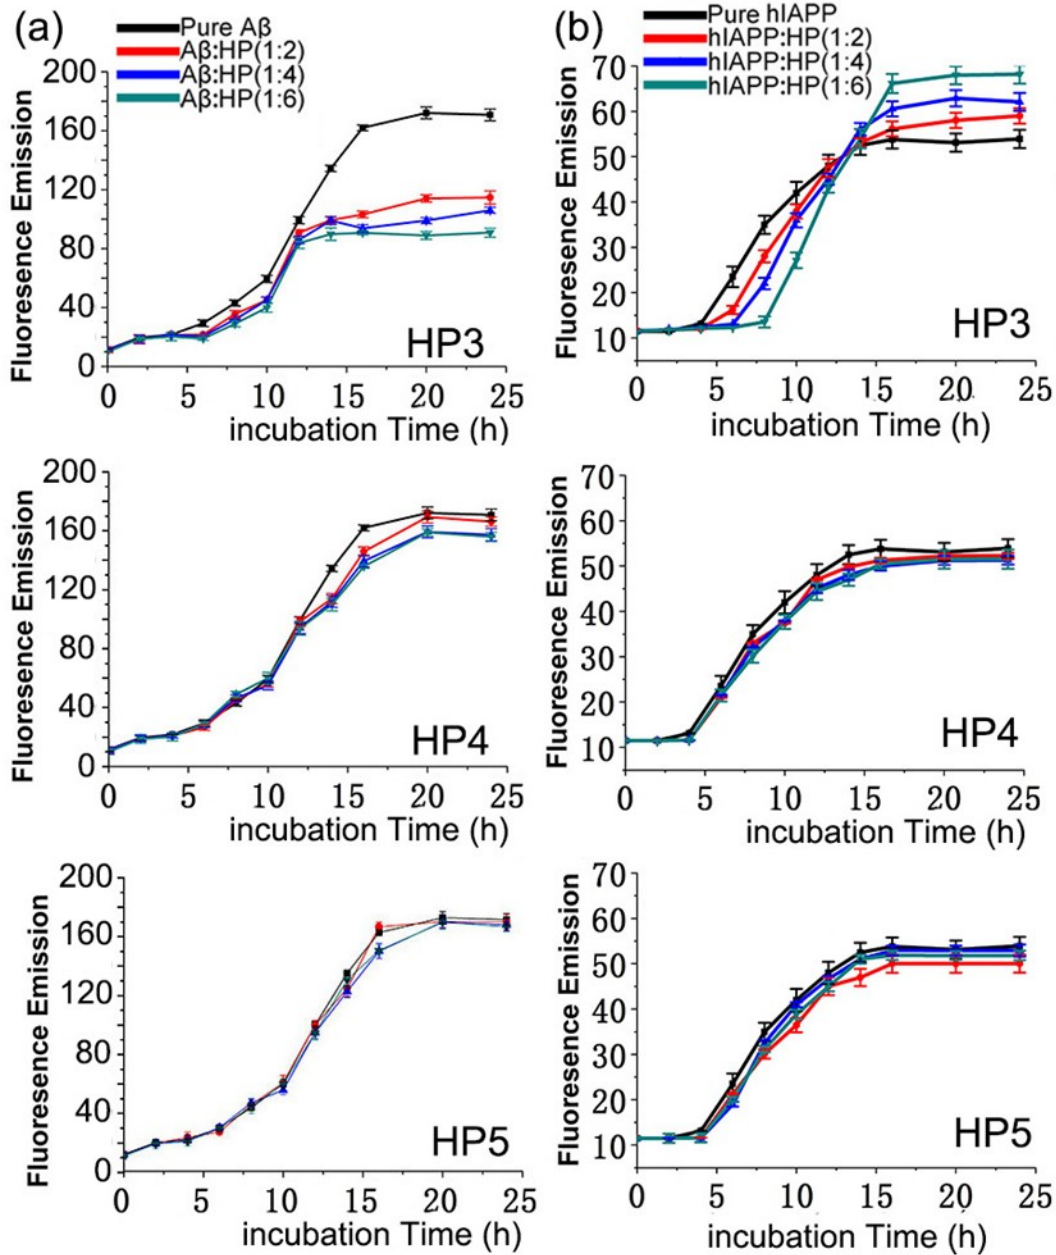 (a)
Pure Aβ
Aβ:HP(1:2)
Aβ:HP(1:4)
Aβ:HP(1:6)
200
160
120
80
40
0
Fluoresence Emission
HP3
0 5 10 15 20 25
incubation Time (h)
(b)
Pure hIAPP
hIAPP:HP(1:2)
hIAPP:HP(1:4)
hIAPP:HP(1:6)
70
60
50
40
30
20
10
Fluoresence Emission
HP3
0 5 10 15 20 25
incubation Time (h)
200
160
120
80
40
0
Fluoresence Emission
HP4
0 5 10 15 20 25
incubation Time (h)
70
60
50
40
30
20
10
Fluoresence Emission
HP4
0 5 10 15 20 25
incubation Time (h)
200
160
120
80
40
0
Fluoresence Emission
HP5
0 5 10 15 20 25
incubation Time (h)
70
60
50
40
30
20
10
Fluoresence Emission
HP5
0 5 10 15 20 25
incubation Time (h)